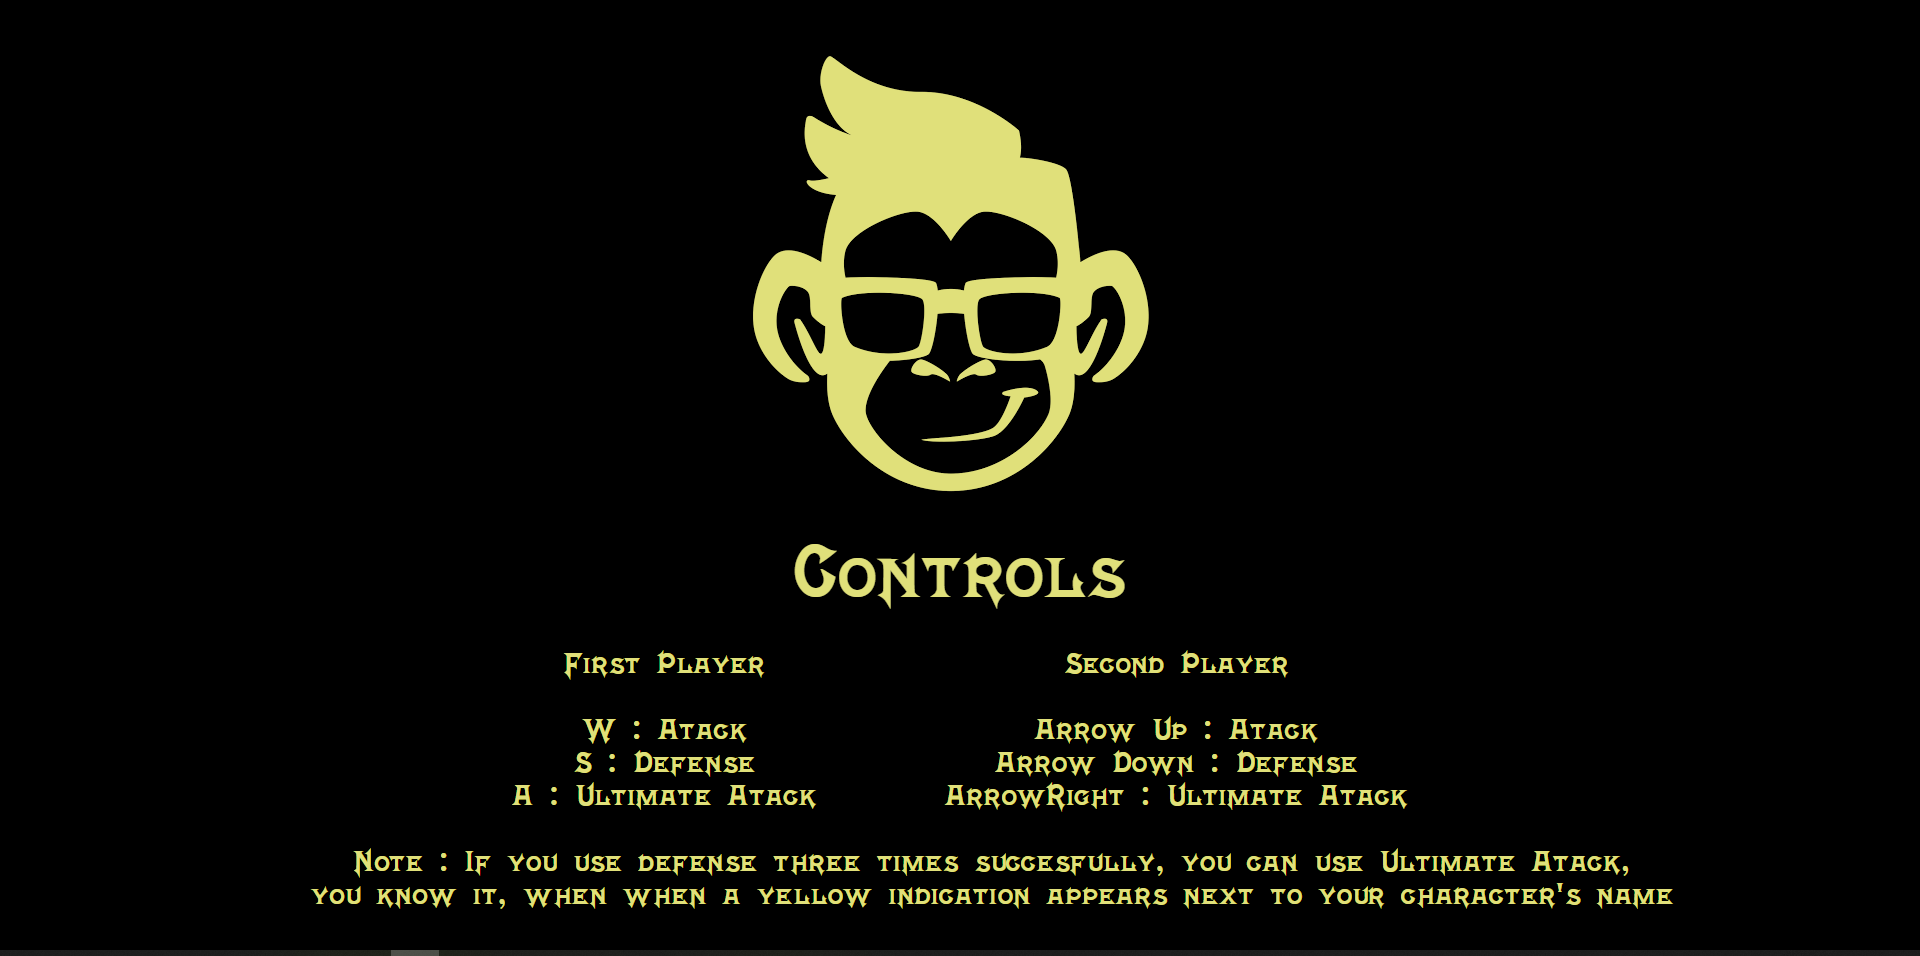 Controls
First Player
W : Atack
S : Defense
A : Ultimate Atack
Second Player
Arrow Up : Atack
Arrow Down : Defense
ArrowRight : Ultimate Atack
Note : If you use defense three times succesfully, you can use Ultimate Atack,
you know it, when when a yellow indication appears next to your character's name